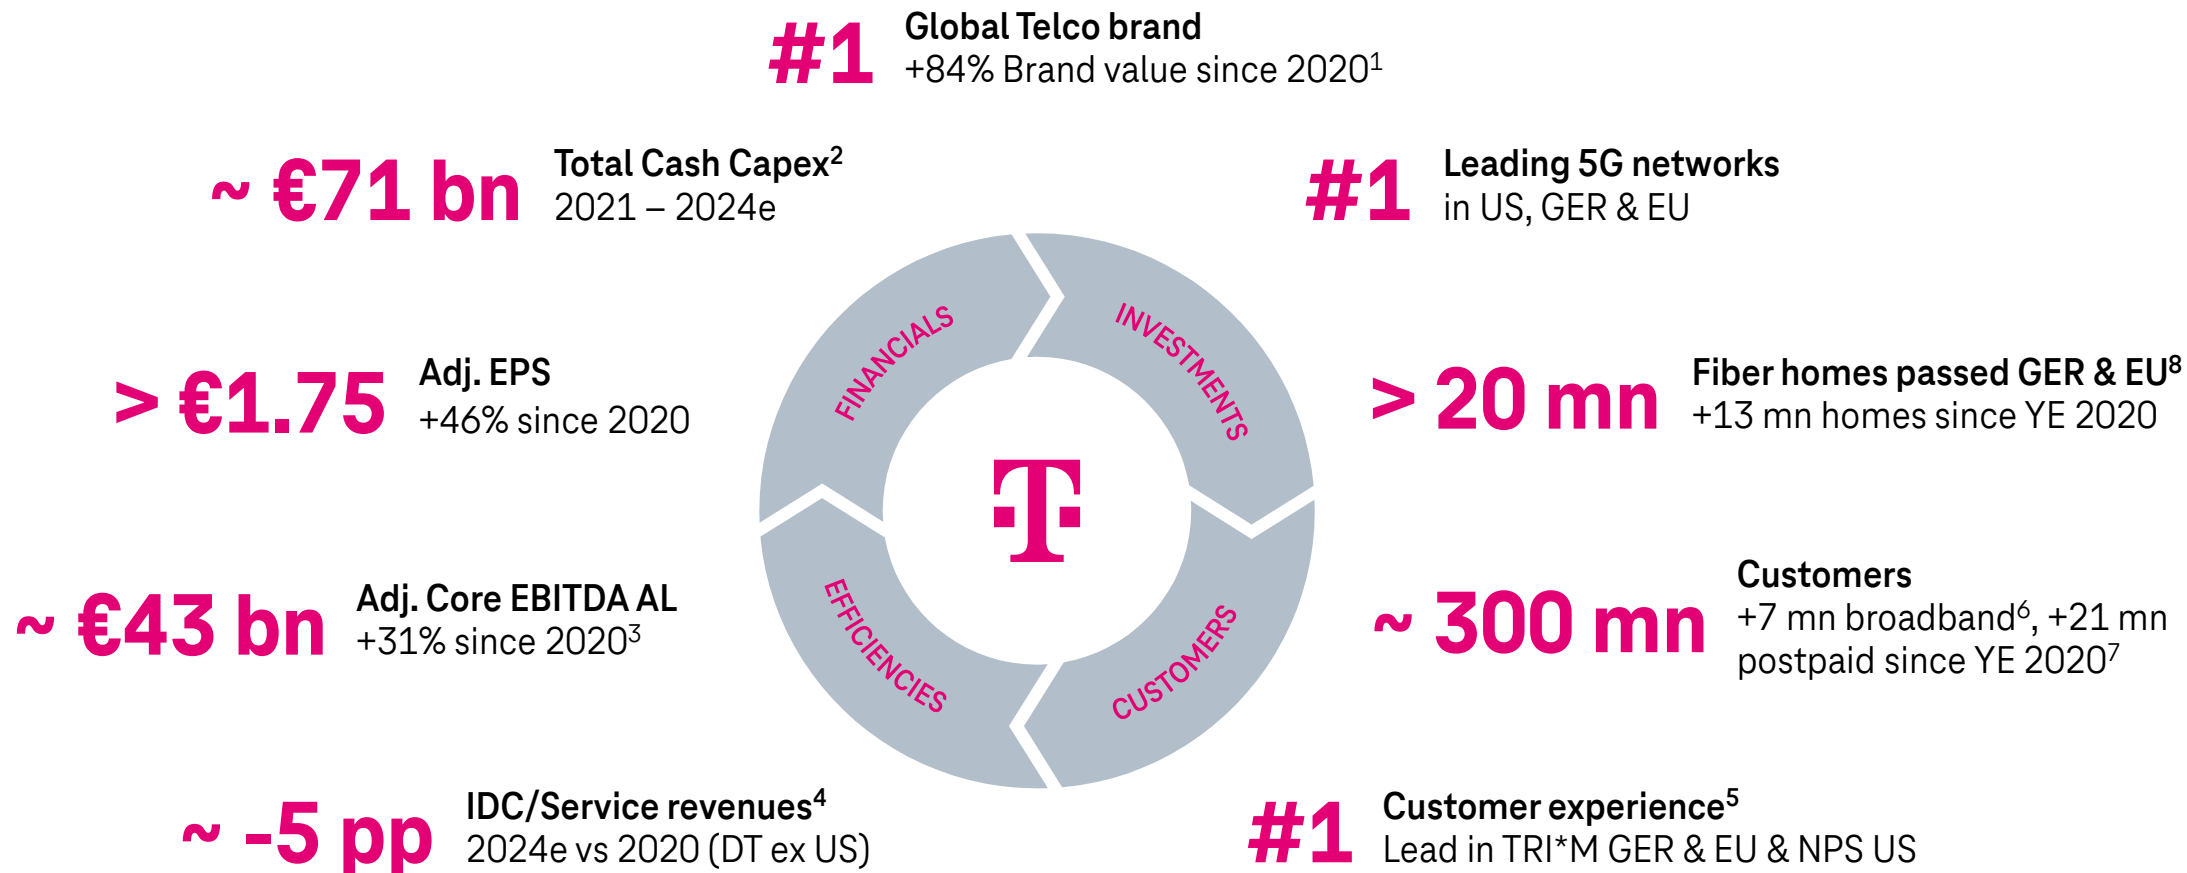 #1 Global Telco brand
+84% Brand value since 2020¹
~ €71 bn Total Cash Capex²
2021 – 2024e
#1 Leading 5G networks
in US, GER & EU
> €1.75 Adj. EPS
+46% since 2020
> 20 mn Fiber homes passed GER & EU⁸
+13 mn homes since YE 2020
FINANCIALS
INVESTMENTS
T
EFFICIENCIES
CUSTOMERS
~ €43 bn Adj. Core EBITDA AL
+31% since 2020³
~ 300 mn Customers
+7 mn broadband⁶, +21 mn
postpaid since YE 2020⁷
~ -5 pp IDC/Service revenues⁴
2024e vs 2020 (DT ex US)
#1 Customer experience⁵
Lead in TRI*M GER & EU & NPS US